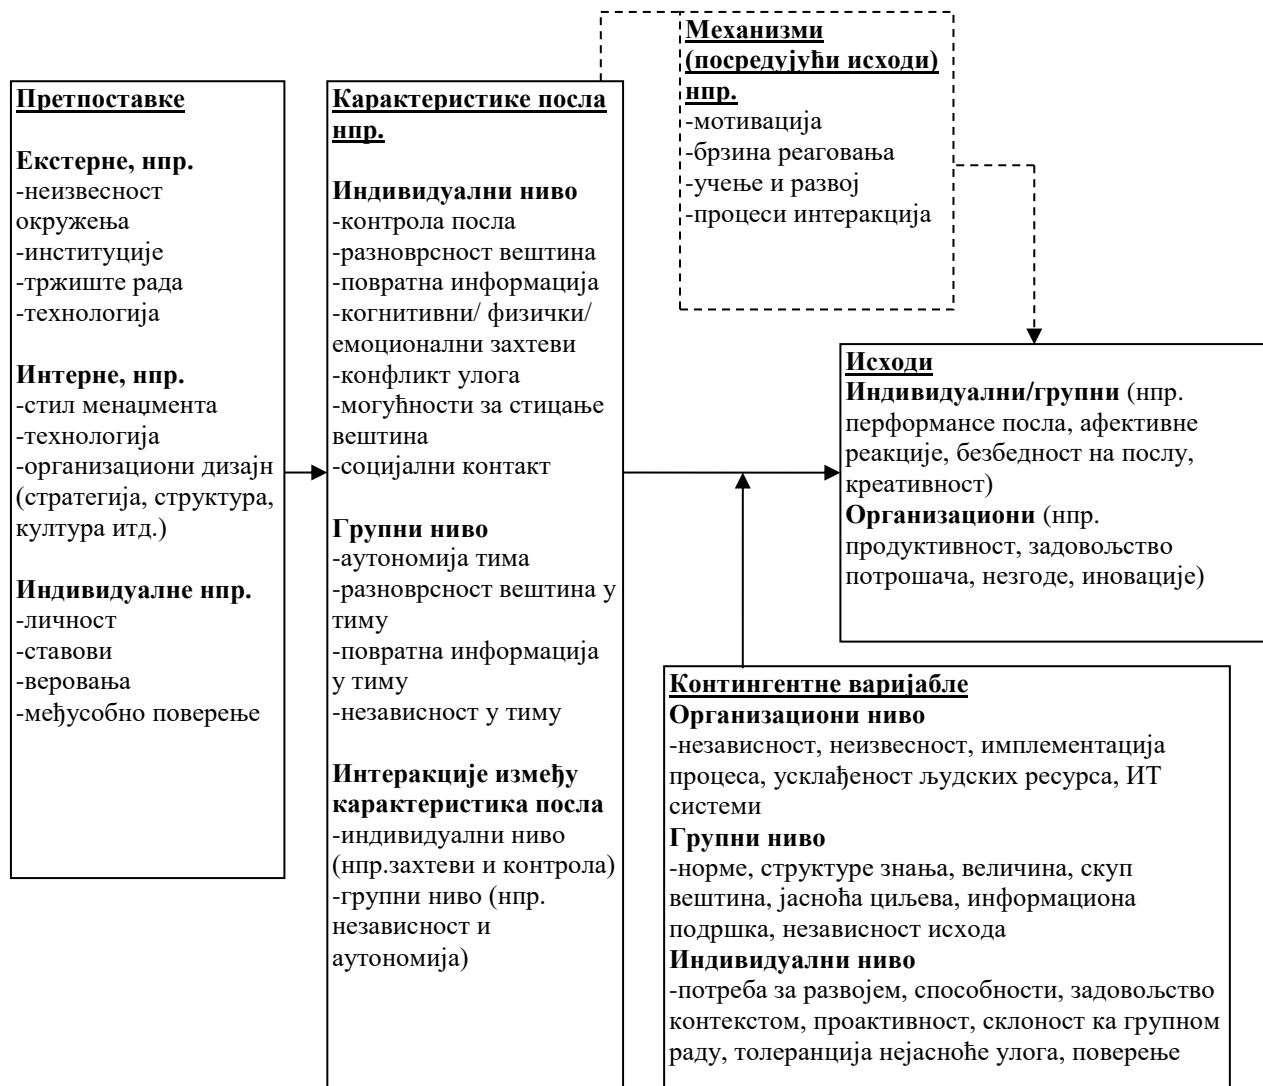 Претпоставке
Екстерне, нпр.
-неизвесност
окружења
-институције
-тржиште рада
-технологија
Интерне, нпр.
-стил менаџмента
-технологија
-организациони дизајн
(стратегија, структура,
култура итд.)
Индивидуалне нпр.
-личност
-ставови
-веровања
-међусобно поверење
Карактеристике посла
нпр.
Индивидуални ниво
-контрола посла
-разноврсност вештина
-повратна информација
-когнитивни/ физички/
емоционални захтеви
-конфликт улога
-могућности за стицање
вештина
-социјални контакт
Групни ниво
-аутономија тима
-разноврсност вештина у
тиму
-повратна информација
у тиму
-независност у тиму
Интеракције између
карактеристика посла
-индивидуални ниво
(нпр.захтеви и контрола)
-групни ниво (нпр.
независност и
аутономија)
Механизми
(посредујући исходи)
нпр.
-мотивација
-брзина реаговања
-учење и развој
-процеси интеракција
Исходи
Индивидуални/групни (нпр.
перформансе посла, афективне
реакције, безбедност на послу,
креативност)
Организациони (нпр.
продуктивност, задовољство
потрошача, незгоде, иновације)
Контингентне варијабле
Организациони ниво
-независност, неизвесност, имплементација
процеса, усклађеност људских ресурса, ИТ
системи
Групни ниво
-норме, структуре знања, величина, скуп
вештина, јасноћа циљева, информациона
подршка, независност исхода
Индивидуални ниво
-потреба за развојем, способности, задовољство
контекстом, проактивност, склоност ка групном
раду, толеранција нејасноће улога, поверење